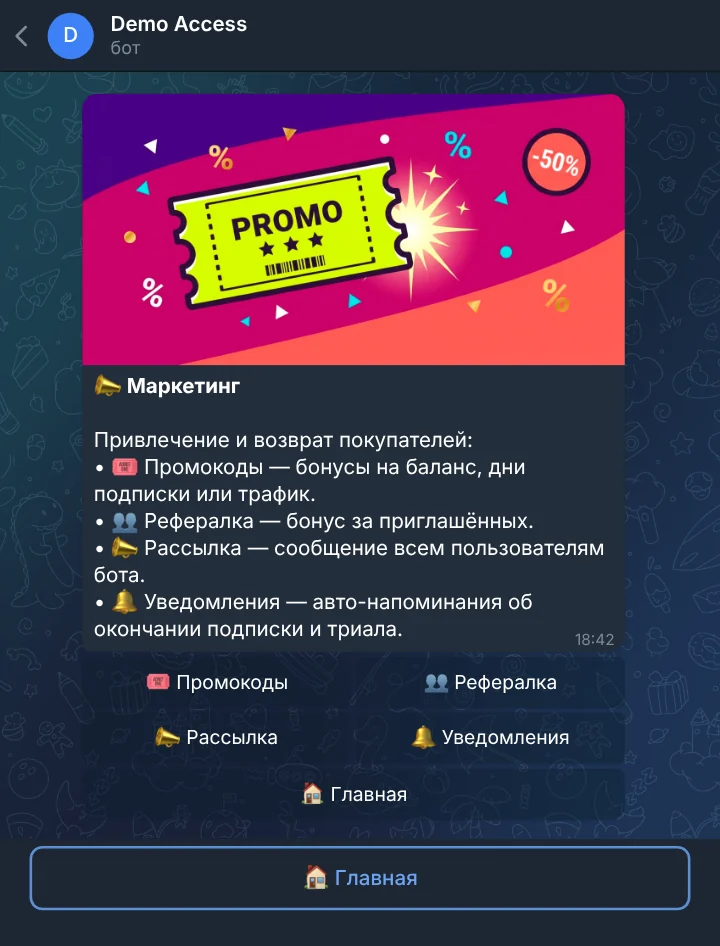 Demo Access
D
бот
%
%
-50%
PROMO
%
%
📣 Маркетинг
Привлечение и возврат покупателей:
• 🎟 Промокоды — бонусы на баланс, дни
подписки или трафик.
• 👥 Рефералка — бонус за приглашённых.
• 📣 Рассылка — сообщение всем пользователям
бота.
• 🔔 Уведомления — авто-напоминания об
окончании подписки и триала.
18:42
🎟 Промокоды
👥 Рефералка
📣 Рассылка
🔔 Уведомления
🏠 Главная
🏠 Главная